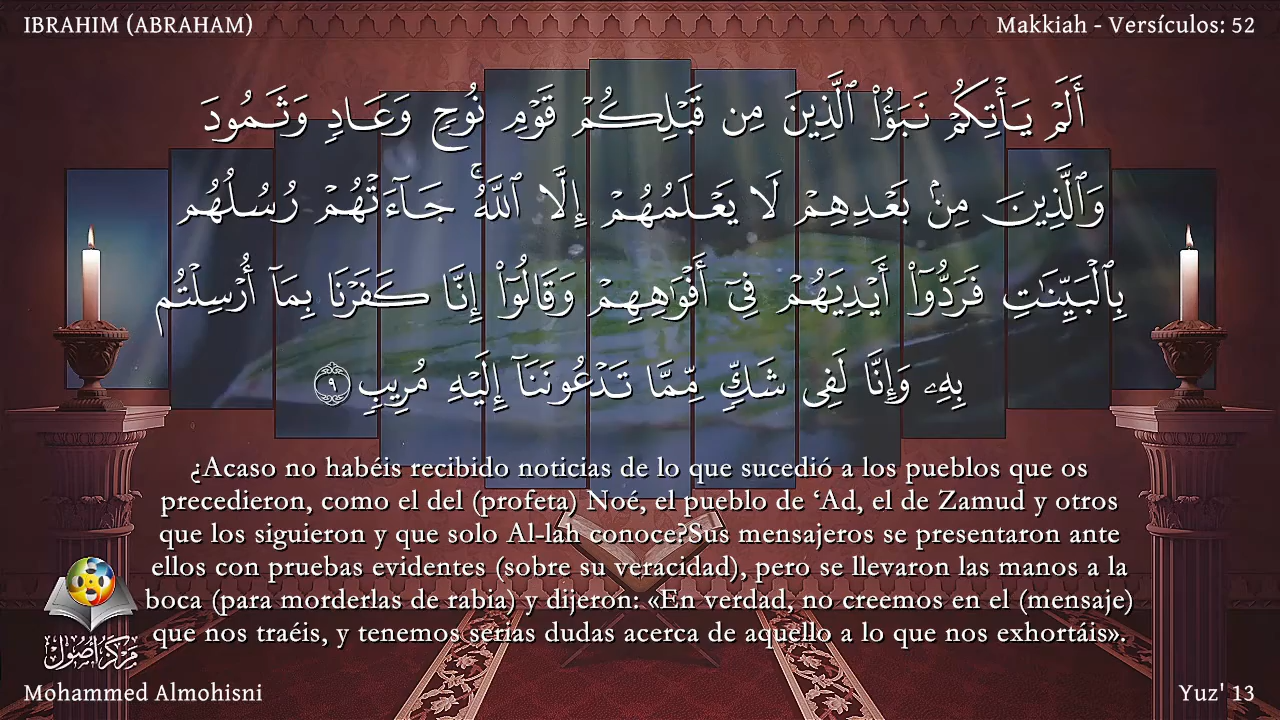 IBRAHIM (ABRAHAM)
Makkiah - Versículos: 52
أَلَمْ يَأْتِكُمْ نَبَؤُا۟ ٱلَّذِينَ مِن قَبْلِكُمْ قَوْمِ نُوحٍ وَعَادٍ وَثَمُودَ
وَٱلَّذِينَ مِنۢ بَعْدِهِمْ لَا يَعْلَمُهُمْ إِلَّا ٱللَّهُ ۚ جَآءَتْهُمْ رُسُلُهُم
بِٱلْبَيِّنَـٰتِ فَرَدُّوٓا۟ أَيْدِيَهُمْ فِىٓ أَفْوَٰهِهِمْ وَقَالُوٓا۟ إِنَّا كَفَرْنَا بِمَآ أُرْسِلْتُم
بِهِۦ وَإِنَّا لَفِى شَكٍّ مِّمَّا تَدْعُونَنَآ إِلَيْهِ مُرِيبٍ ٩
¿Acaso no habéis recibido noticias de lo que sucedió a los pueblos que os
precedieron, como el del (profeta) Noé, el pueblo de ‘Ad, el de Zamud y otros
que los siguieron y que solo Al-lah conoce?Sus mensajeros se presentaron ante
ellos con pruebas evidentes (sobre su veracidad), pero se llevaron las manos a la
boca (para morderlas de rabia) y dijeron: «En verdad, no creemos en el (mensaje)
que nos traéis, y tenemos serias dudas acerca de aquello a lo que nos exhortáis».
مركز أصول
Mohammed Almohisni
Yuz' 13